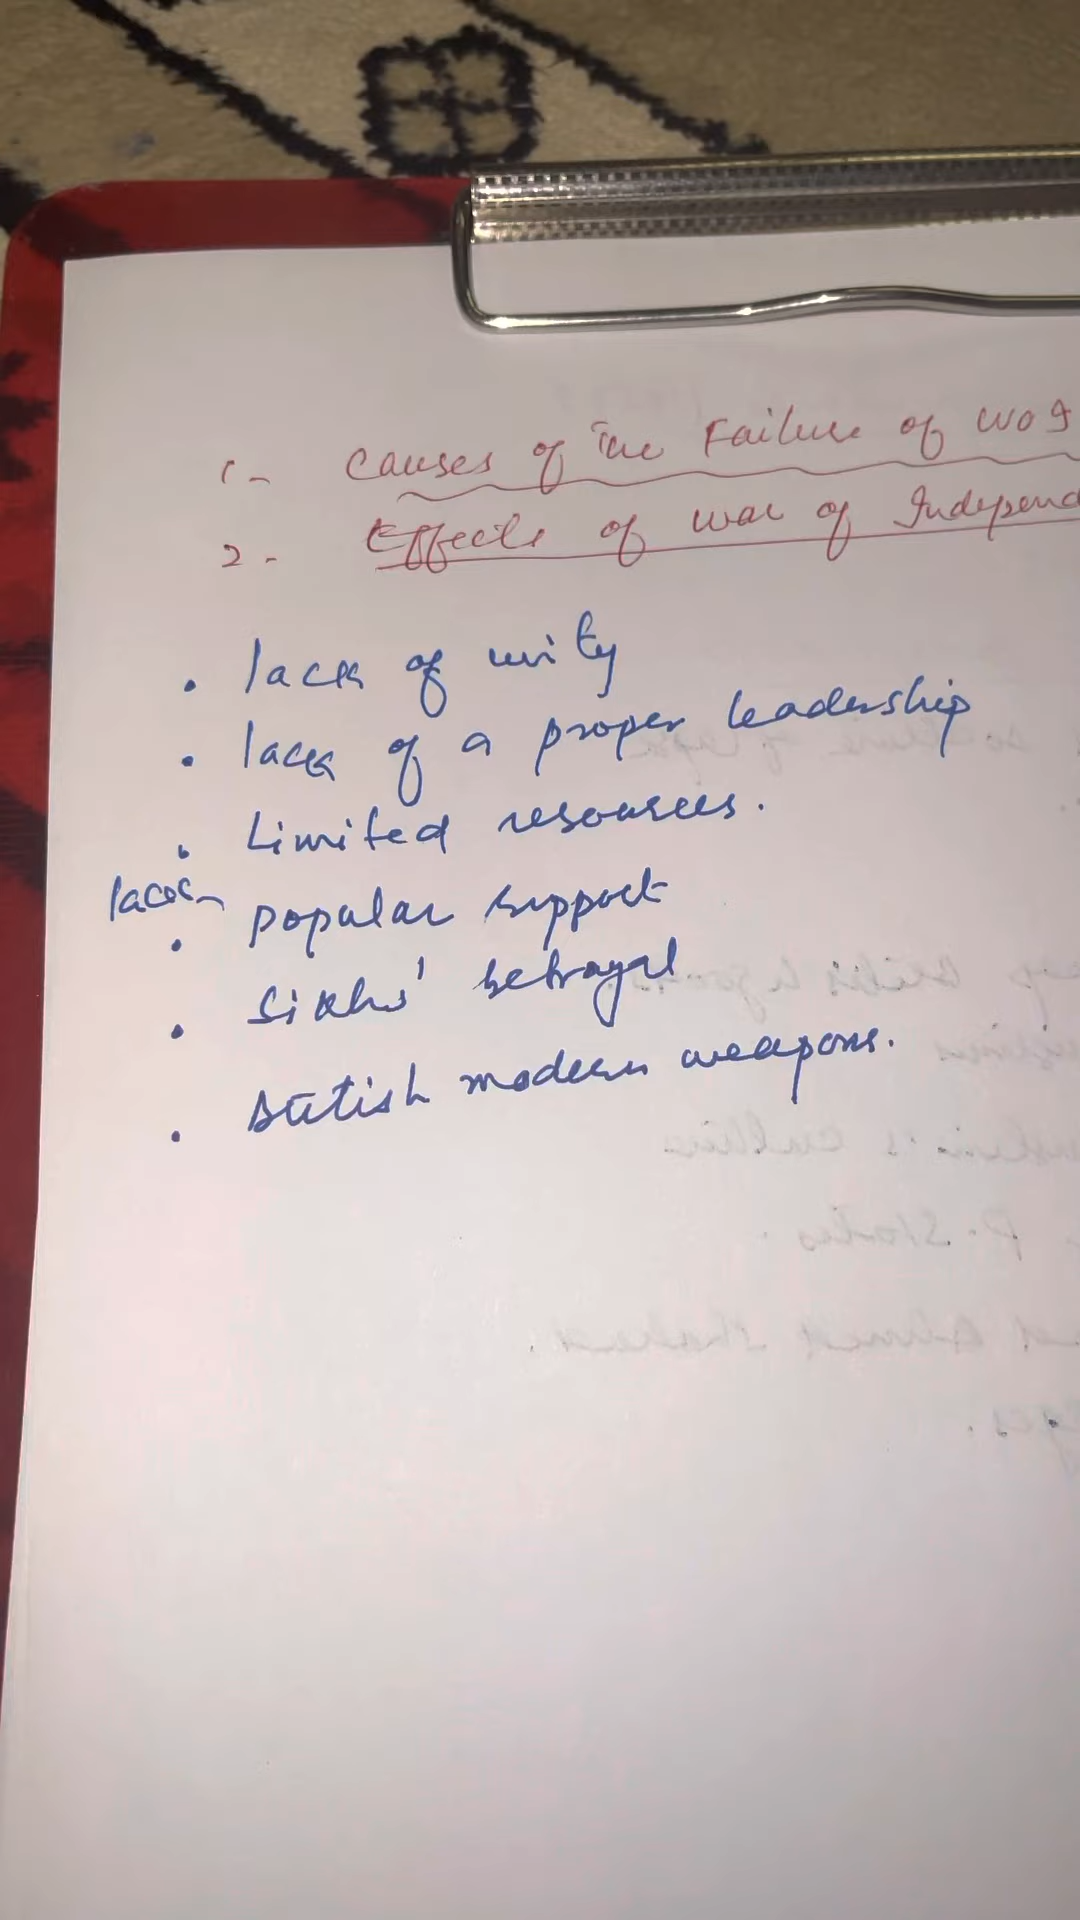 1- Causes of the Failure of WOI
2- Effects of war of Independ
• lack of unity
• lack of a proper leadership
• Limited resources.
lack
• popular support
• Sikhs' betrayal
• British modern weapons.
P. States.